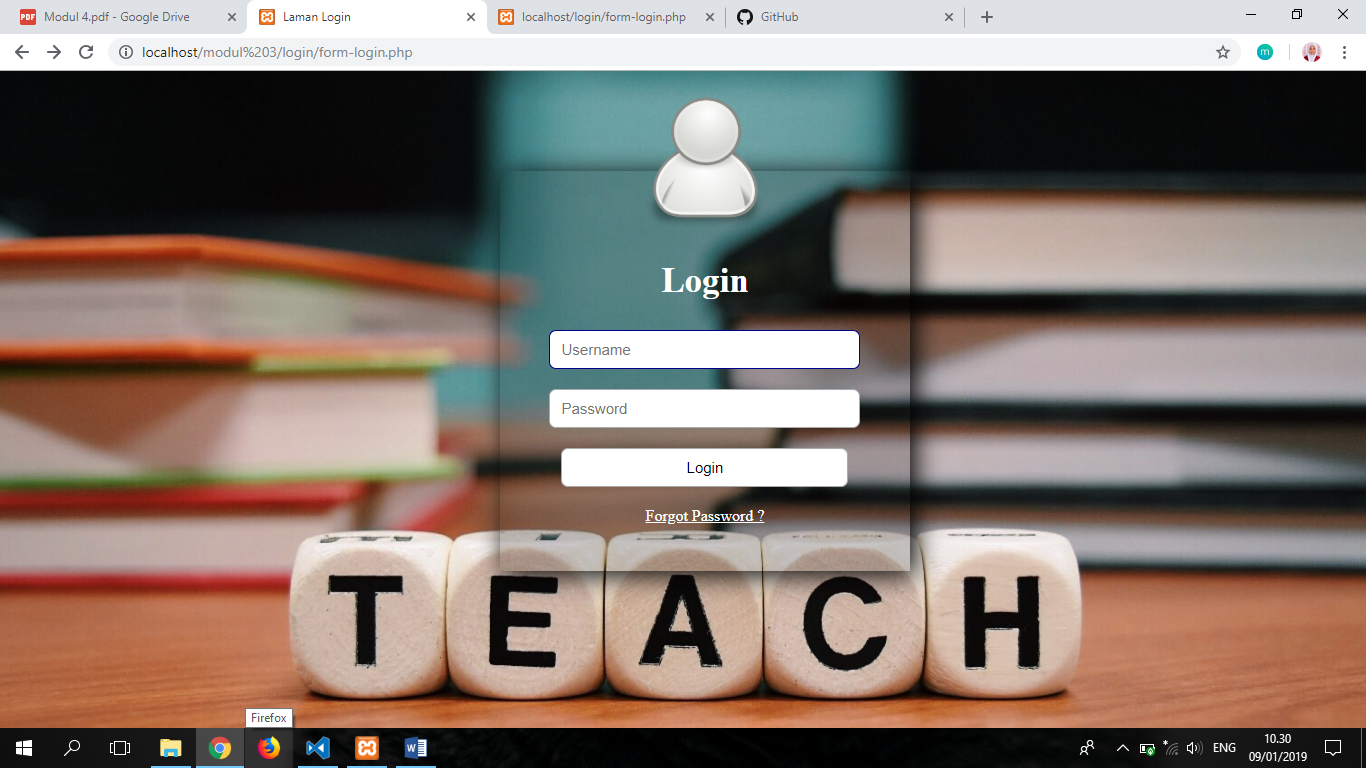 Modul 4.pdf - Google Drive
Laman Login
localhost/login/form-login.php
GitHub
localhost/modul%203/login/form-login.php
m
Login
Username
Password
Login
Forgot Password ?
TEACH
Firefox
ENG
10.30
09/01/2019